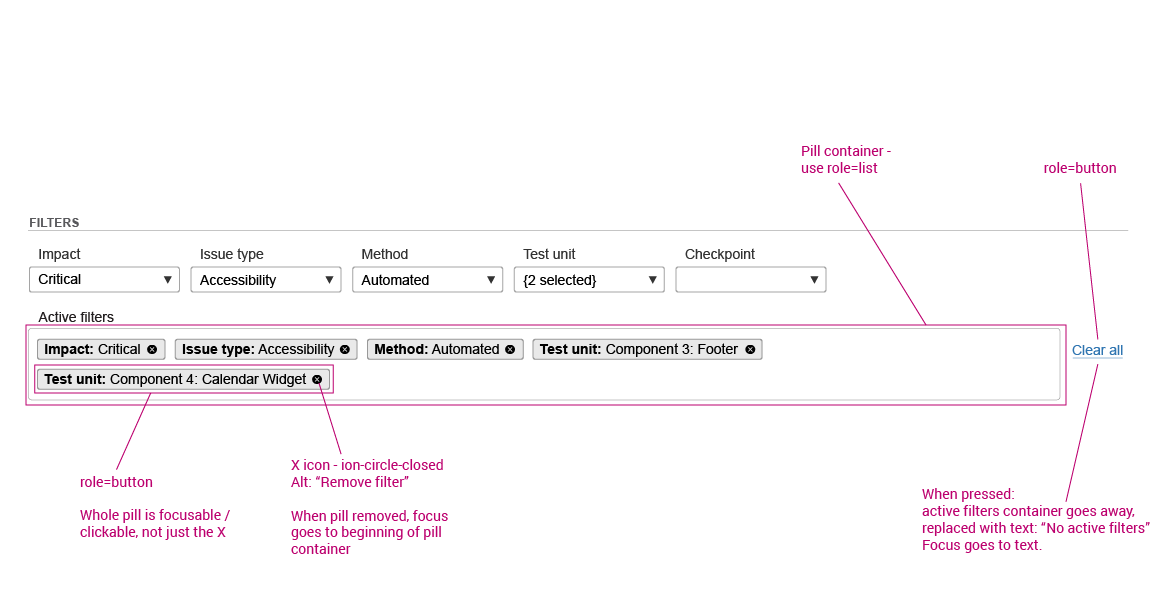 Pill container -
use role=list
role=button
FILTERS
Impact
Issue type
Method
Test unit
Checkpoint
Critical
Accessibility
Automated
{2 selected}
Active filters
Impact: Critical
Issue type: Accessibility
Method: Automated
Test unit: Component 3: Footer
Clear all
Test unit: Component 4: Calendar Widget
role=button
Whole pill is focusable /
clickable, not just the X
X icon - ion-circle-closed
Alt: “Remove filter”
When pill removed, focus
goes to beginning of pill
container
When pressed:
active filters container goes away,
replaced with text: “No active filters”
Focus goes to text.